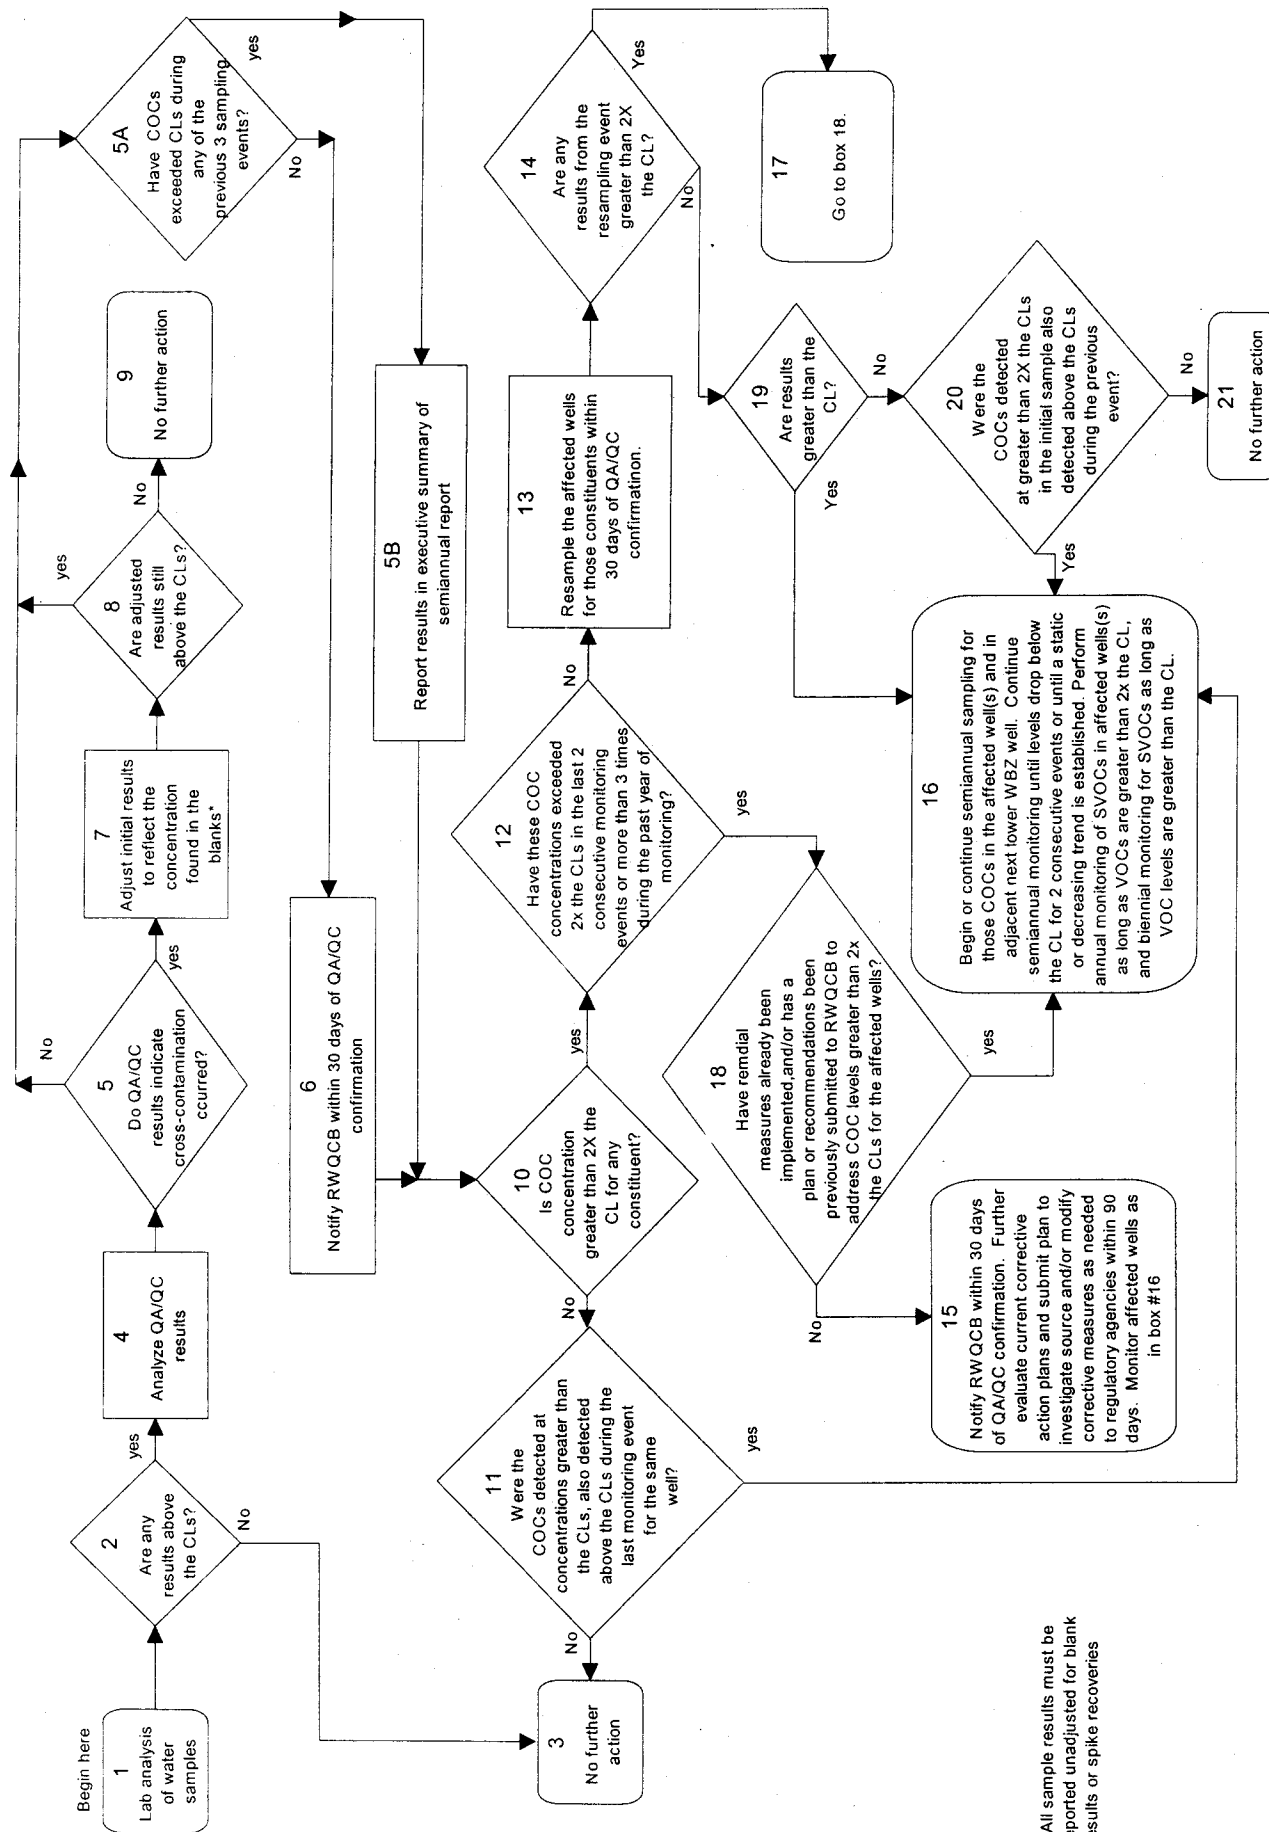 Begin here
1
Lab analysis
of water
samples
2
Are any
results above
the CLs?
yes
No
3
No further
action
4
Analyze QA/QC
results
5
Do QA/QC
results indicate
cross-contamination
ccurred?
No
yes
7
Adjust initial results
to reflect the
concentration
found in the
blanks*
8
Are adjusted
results still
above the CLs?
yes
No
9
No further action
5A
Have COCs
exceeded CLs during
any of the
previous 3 sampling
events?
yes
No
5B
Report results in executive summary of
semiannual report
6
Notify RWQCB within 30 days of QA/QC
confirmation
10
Is COC
concentration
greater than 2X the
CL for any
constituent?
No
yes
11
Were the
COCs detected at
concentrations greater than
the CLs, also detected
above the CLs during the
last monitoring event
for the same
well?
No
yes
12
Have these COC
concentrations exceeded
2x the CLs in the last 2
consecutive monitoring
events or more than 3 times
during the past year of
monitoring?
No
yes
13
Resample the affected wells
for those constituents within
30 days of QA/QC
confirmatinon.
14
Are any
results from the
resampling event
greater than 2X
the CL?
Yes
No
17
Go to box 18.
18
Have remdial
measures already been
implemented,and/or has a
plan or recommendations been
previously submitted to RWQCB to
address COC levels greater than 2x
the CLs for the affected wells?
No
yes
19
Are results
greater than the
CL?
Yes
No
20
Were the
COCs detected
at greater than 2X the CLs
in the initial sample also
detected above the CLs
during the previous
event?
Yes
No
21
No further action
15
Notify RWQCB within 30 days
of QA/QC confirmation. Further
evaluate current corrective
action plans and submit plan to
investigate source and/or modify
corrective measures as needed
to regulatory agencies within 90
days. Monitor affected wells as
in box #16
16
Begin or continue semiannual sampling for
those COCs in the affected well(s) and in
adjacent next lower WBZ well. Continue
semiannual monitoring until levels drop below
the CL for 2 consecutive events or until a static
or decreasing trend is established. Perform
annual monitoring of SVOCs in affected wells(s)
as long as VOCs are greater than 2x the CL,
and biennial monitoring for SVOCs as long as
VOC levels are greater than the CL.
All sample results must be
eported unadjusted for blank
esults or spike recoveries